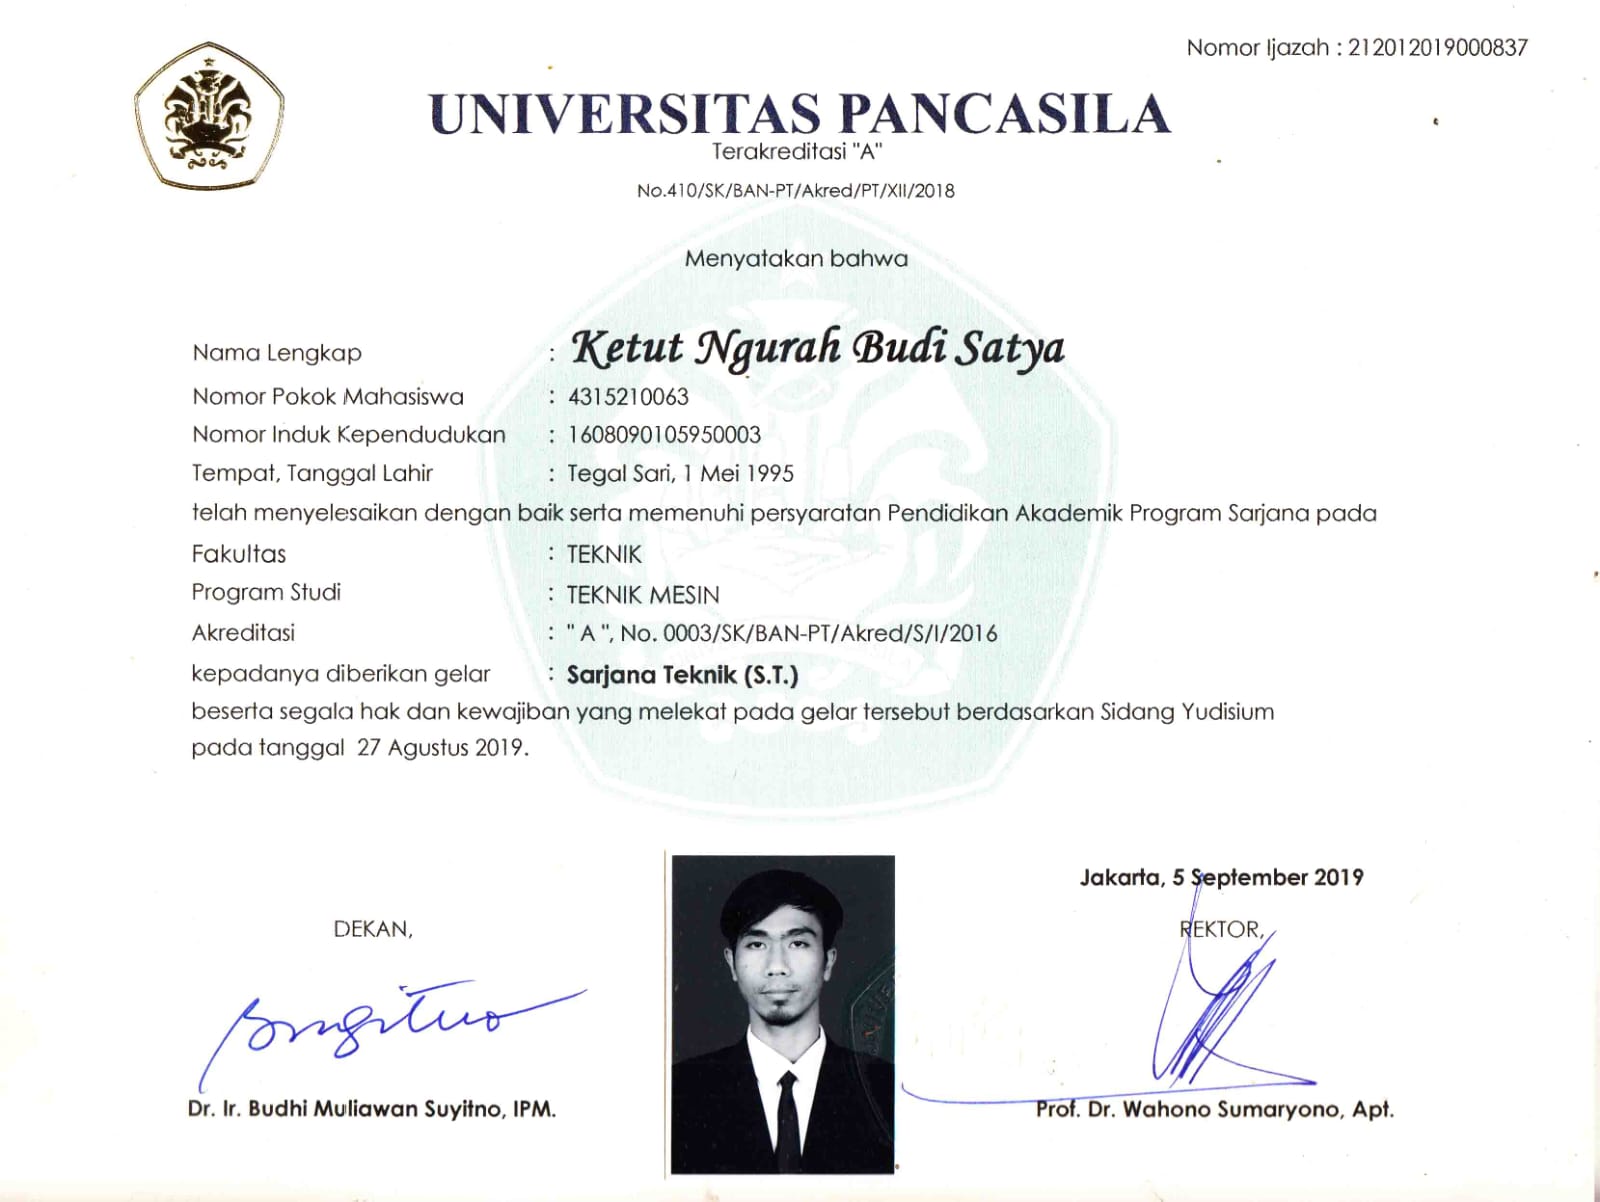 Nomor Ijazah : 212012019000837
UNIVERSITAS PANCASILA
Terakreditasi "A"
No.410/SK/BAN-PT/Akred/PT/XII/2018
Menyatakan bahwa
Nama Lengkap : Ketut Ngurah Budi Satya
Nomor Pokok Mahasiswa : 4315210063
Nomor Induk Kependudukan : 1608090105950003
Tempat, Tanggal Lahir : Tegal Sari, 1 Mei 1995
telah menyelesaikan dengan baik serta memenuhi persyaratan Pendidikan Akademik Program Sarjana pada
Fakultas : TEKNIK
Program Studi : TEKNIK MESIN
Akreditasi : " A ", No. 0003/SK/BAN-PT/Akred/S/I/2016
kepadanya diberikan gelar : Sarjana Teknik (S.T.)
beserta segala hak dan kewajiban yang melekat pada gelar tersebut berdasarkan Sidang Yudisium
pada tanggal 27 Agustus 2019.
Jakarta, 5 September 2019
DEKAN,
REKTOR,
Dr. Ir. Budhi Muliawan Suyitno, IPM.
Prof. Dr. Wahono Sumaryono, Apt.